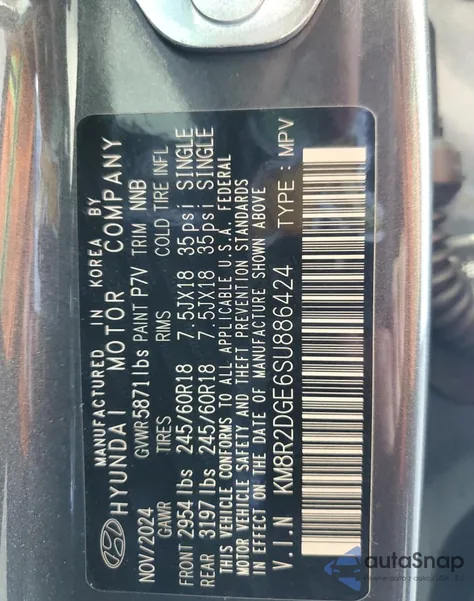 MANUFACTURED IN KOREA BY
HYUNDAI MOTOR COMPANY
NOV/2024 GVWR 5871 lbs PAINT P7V TRIM NNB
GAWR TIRES RIMS COLD TIRE INFL
FRONT 2954 lbs 245/60R18 7.5JX18 35psi SINGLE
REAR 3197 lbs 245/60R18 7.5JX18 35psi SINGLE
THIS VEHICLE CONFORMS TO ALL APPLICABLE U.S.A. FEDERAL
MOTOR VEHICLE SAFETY AND THEFT PREVENTION STANDARDS
IN EFFECT ON THE DATE OF MANUFACTURE SHOWN ABOVE
V.I.N KM8R2DGE6SU886424 TYPE : MPV
autoSnap